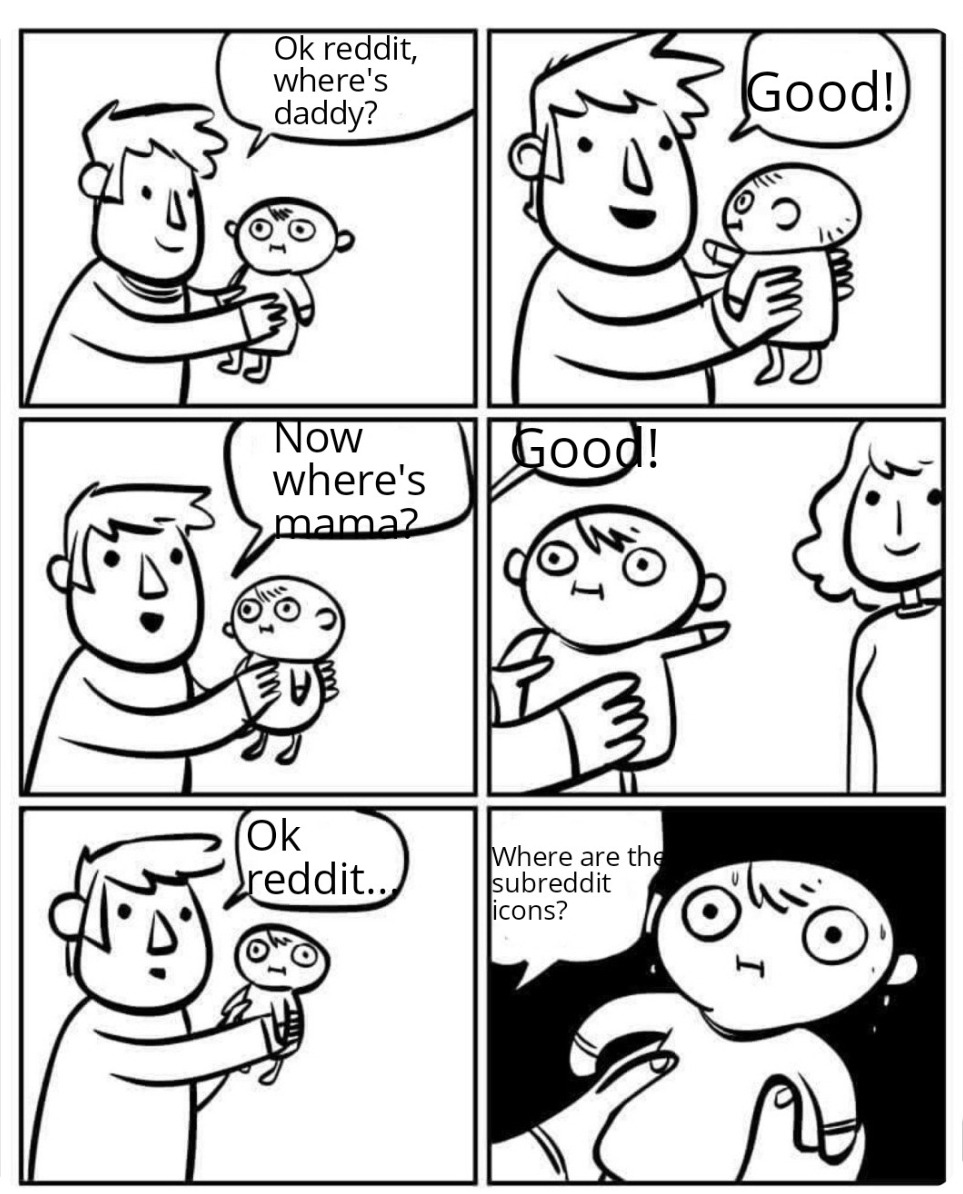 Ok reddit,
where's
daddy?
Good!
Now
where's
mama?
Good!
Ok
reddit...
Where are the
subreddit
icons?